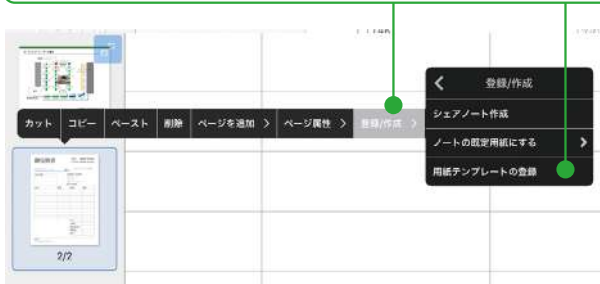 カット
コピー
ペースト
削除
ページを追加 >
ページ属性 >
登録/作成 >
登録/作成
シェアノート作成
ノートの既定用紙にする
用紙テンプレートの登録
2/2